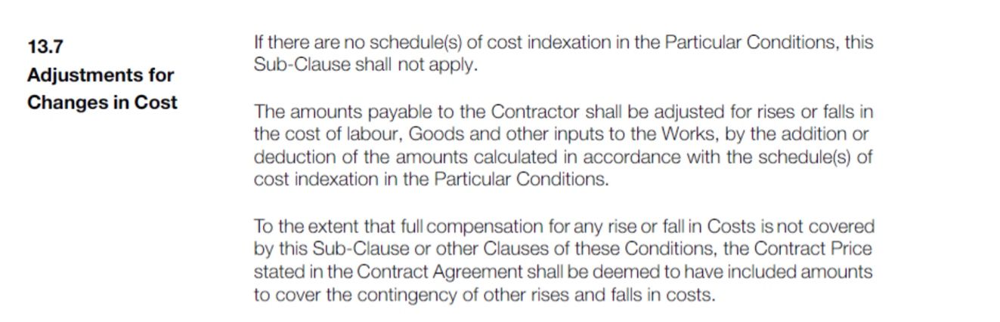 13.7
Adjustments for
Changes in Cost
If there are no schedule(s) of cost indexation in the Particular Conditions, this
Sub-Clause shall not apply.
The amounts payable to the Contractor shall be adjusted for rises or falls in
the cost of labour, Goods and other inputs to the Works, by the addition or
deduction of the amounts calculated in accordance with the schedule(s) of
cost indexation in the Particular Conditions.
To the extent that full compensation for any rise or fall in Costs is not covered
by this Sub-Clause or other Clauses of these Conditions, the Contract Price
stated in the Contract Agreement shall be deemed to have included amounts
to cover the contingency of other rises and falls in costs.